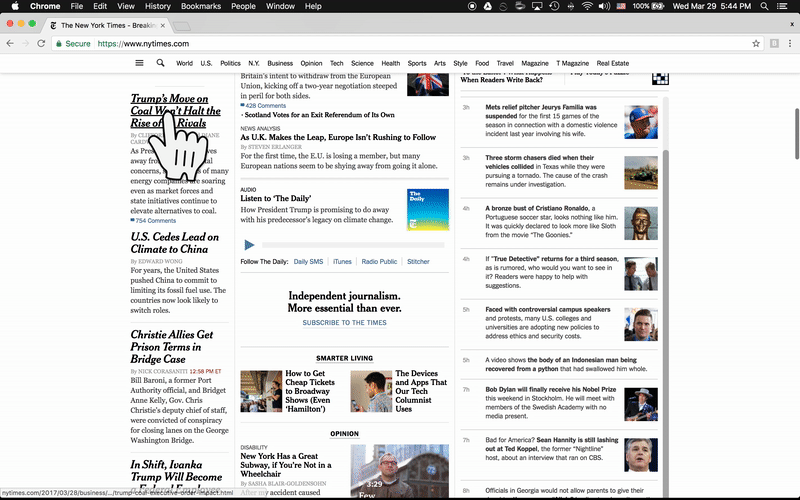 Chrome File Edit View History Bookmarks People Window Help
100% Wed Mar 29 5:44 PM
The New York Times - Breakin
Secure https://www.nytimes.com
World U.S. Politics N.Y. Business Opinion Tech Science Health Sports Arts Style Food Travel Magazine T Magazine Real Estate
Trump's Move on
Coal Won't Halt the
Rise of Rivals
By
CARD
As Pres
away from
concerns, of many
energy companies are soaring
even as market forces and
state initiatives continue to
elevate alternatives to coal.
754 Comments
U.S. Cedes Lead on
Climate to China
By EDWARD WONG
For years, the United States
pushed China to commit to
limiting its fossil fuel use. The
countries now look likely to
switch roles.
Christie Allies Get
Prison Terms in
Bridge Case
By NICK CORASANITI 12:58 PM ET
Bill Baroni, a former Port
Authority official, and Bridget
Anne Kelly, Gov. Chris
Christie's deputy chief of staff,
were convicted of conspiracy
for closing lanes on the George
Washington Bridge.
In Shift, Ivanka
Trump Will Become
nytimes.com/2017/03/28/business/.../trump-coal-executive-order-impact.html
Britain's intent to withdraw from the European
Union, kicking off a two-year negotiation steeped
in peril for both sides.
428 Comments
· Scotland Votes for an Exit Referendum of Its Own
NEWS ANALYSIS
As U.K. Makes the Leap, Europe Isn't Rushing to Follow
By STEVEN ERLANGER
For the first time, the E.U. is losing a member, but many
European nations seem to be shying away from going it alone.
AUDIO
Listen to 'The Daily'
How President Trump is promising to do away
with his predecessor's legacy on climate change.
The
Daily
Follow The Daily: Daily SMS | iTunes | Radio Public | Stitcher
Independent journalism.
More essential than ever.
SUBSCRIBE TO THE TIMES
SMARTER LIVING
How to Get
Cheap Tickets
to Broadway
Shows (Even
'Hamilton')
The Devices
and Apps That
Our Tech
Columnist
Uses
OPINION
DISABILITY
New York Has a Great
Subway, if You're Not in a
Wheelchair
By SASHA BLAIR-GOLDENSOHN
After my accident caused
3:29
Few
Readers Write Back?
3h
Mets relief pitcher Jeurys Familia was
suspended for the first 15 games of the
season in connection with a domestic violence
incident last year involving his wife.
3h
Three storm chasers died when their
vehicles collided in Texas while they were
pursuing a tornado. The cause of the crash
remains under investigation.
4h
A bronze bust of Cristiano Ronaldo, a
Portuguese soccer star, looks nothing like him.
It was quickly declared to look more like Sloth
from the movie "The Goonies."
4h
If "True Detective" returns for a third season,
as is rumored, who would you want to see in
it? Readers were happy to help with
suggestions.
5h
Faced with controversial campus speakers
and protests, many U.S. colleges and
universities are adopting new policies to
address ethics and security costs.
5h
A video shows the body of an Indonesian man being
recovered from a python that had swallowed him whole.
7h
Bob Dylan will finally receive his Nobel Prize
this weekend in Stockholm. He will meet with
members of the Swedish Academy with no
media present.
7h
Bad for America? Sean Hannity is still lashing
out at Ted Koppel, the former "Nightline"
host, about an interview that ran on CBS.
8h
Officials in Georgia would not allow parents to give their